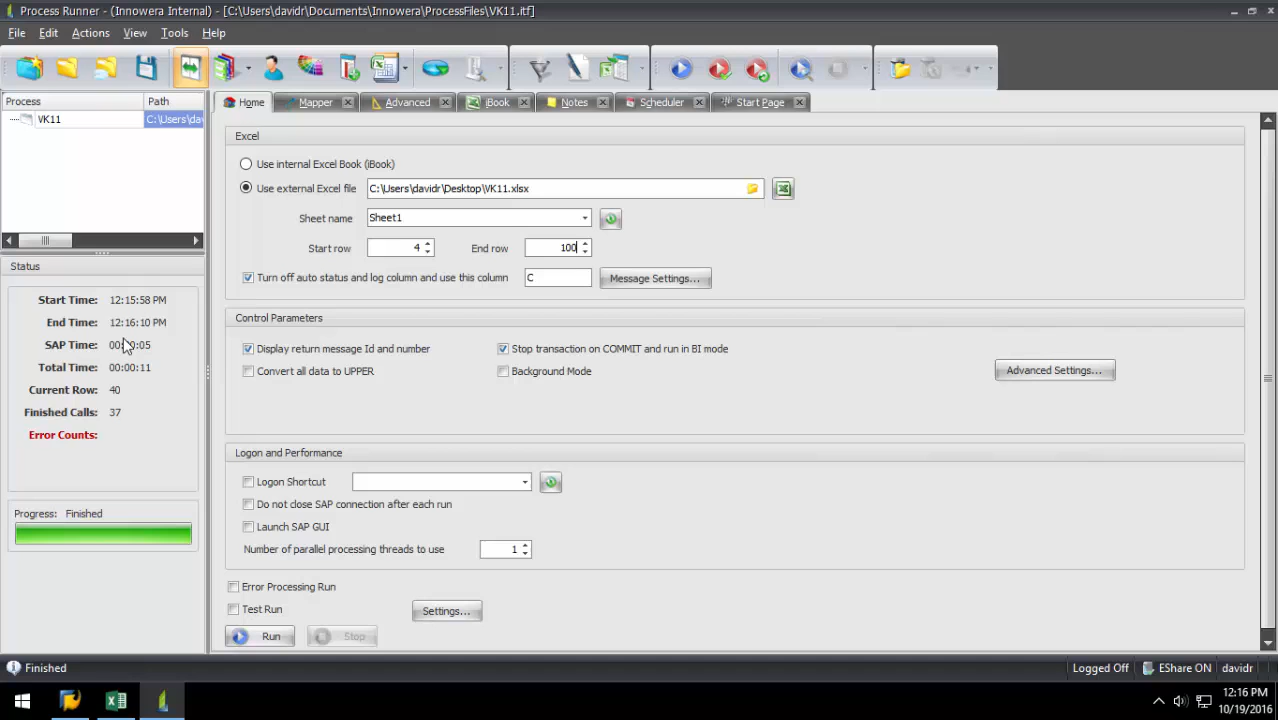 Process Runner - (Innowera Internal) - [C:\Users\davidr\Documents\Innowera\ProcessFiles\VK11.itf]
File Edit Actions View Tools Help
Process Path
VK11 C:\Users\da
Home Mapper Advanced iBook Notes Scheduler Start Page
Excel
Use internal Excel Book (iBook)
Use external Excel file C:\Users\davidr\Desktop\VK11.xlsx
Sheet name Sheet1
Start row 4 End row 100
Turn off auto status and log column and use this column C Message Settings...
Status
Start Time: 12:15:58 PM
End Time: 12:16:10 PM
SAP Time: :05
Total Time: 00:00:11
Current Row: 40
Finished Calls: 37
Error Counts:
Progress: Finished
Control Parameters
Display return message Id and number Stop transaction on COMMIT and run in BI mode
Convert all data to UPPER Background Mode
Advanced Settings...
Logon and Performance
Logon Shortcut
Do not close SAP connection after each run
Launch SAP GUI
Number of parallel processing threads to use 1
Error Processing Run
Test Run Settings...
Run Stop
Finished Logged Off EShare ON davidr
12:16 PM
10/19/2016